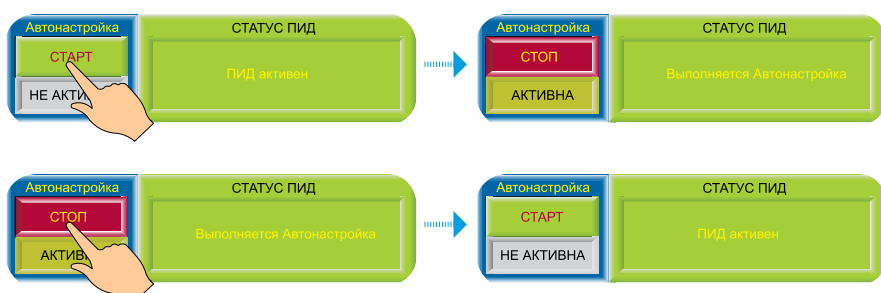 Автонастройка
СТАТУС ПИД
СТАРТ
ПИД активен
НЕ АКТИ
Автонастройка
СТАТУС ПИД
СТОП
Выполняется Автонастройка
АКТИВНА
Автонастройка
СТАТУС ПИД
СТОП
Выполняется Автонастройка
АКТИВ
Автонастройка
СТАТУС ПИД
СТАРТ
ПИД активен
НЕ АКТИВНА